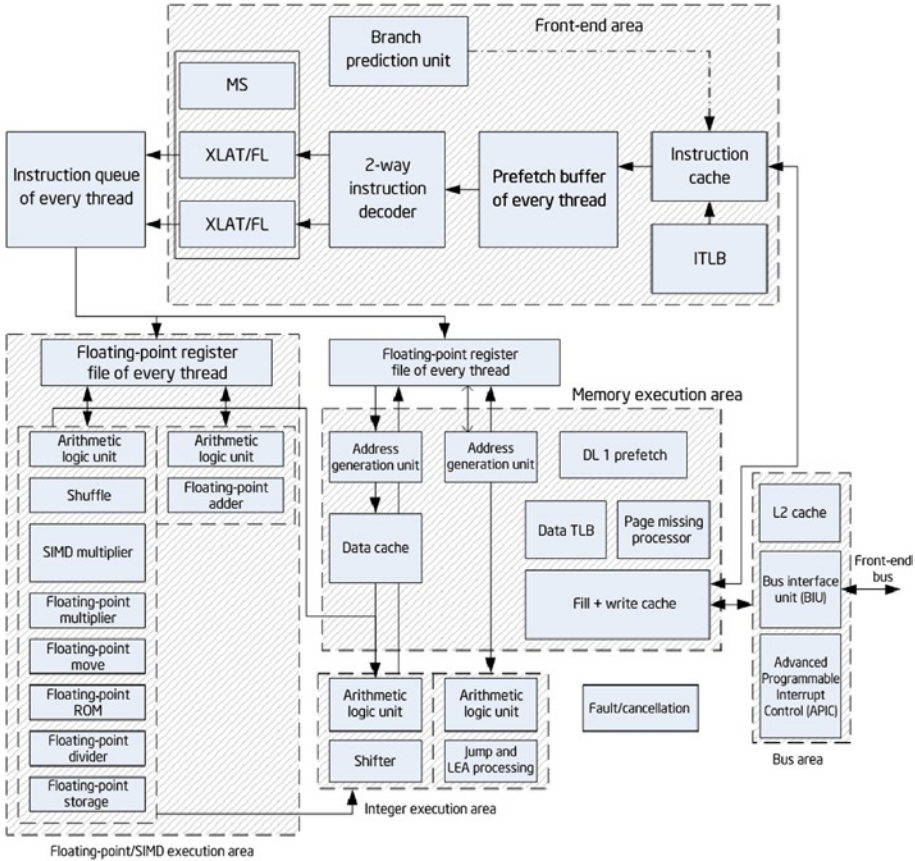 Front-end area
Branch
prediction unit
MS
XLAT/FL
XLAT/FL
2-way
instruction
decoder
Prefetch buffer
of every thread
Instruction
cache
ITLB
Instruction queue
of every thread
Floating-point register
file of every thread
Floating-point register
file of every thread
Memory execution area
Arithmetic
logic unit
Shuffle
SIMD multiplier
Floating-point
multiplier
Floating-point
move
Floating-point
ROM
Floating-point
divider
Floating-point
storage
Arithmetic
logic unit
Floating-point
adder
Address
generation unit
Data cache
Address
generation unit
DL 1 prefetch
Data TLB
Page missing
processor
Fill + write cache
L2 cache
Bus interface
unit (BIU)
Advanced
Programmable
Interrupt
Control (APIC)
Bus area
Front-endl
bus
Arithmetic
logic unit
Shifter
Arithmetic
logic unit
Jump and
LEA processing
Integer execution area
Fault/cancellation
Floating-point/SIMD execution area